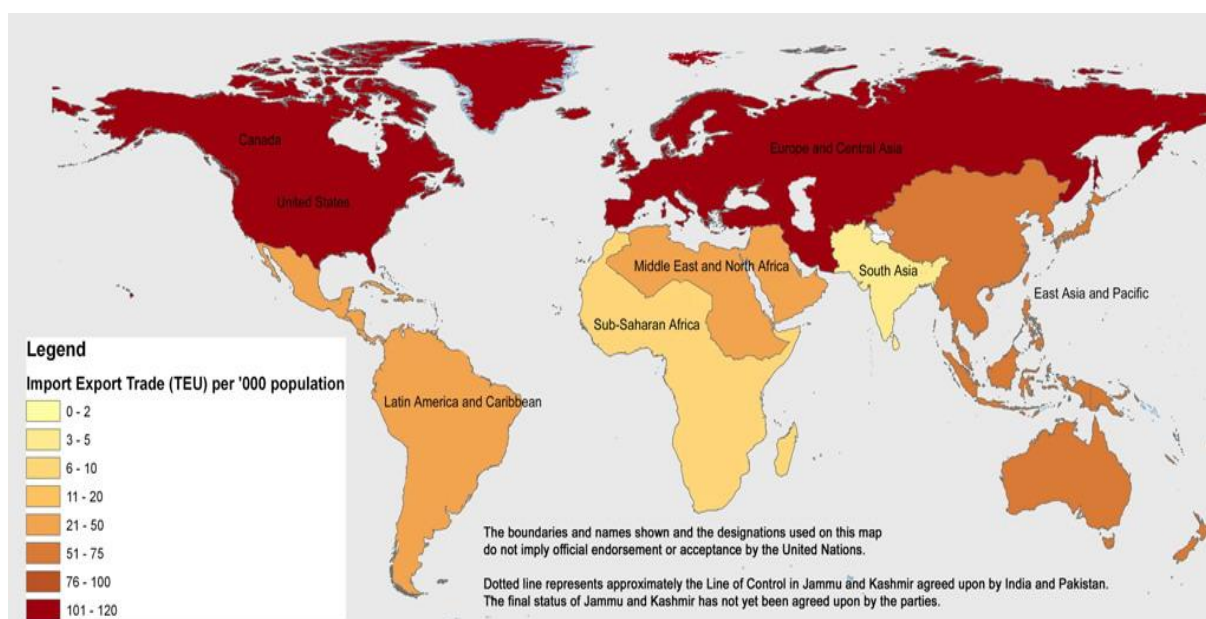 Canada
Europe and Central Asia
United States
Middle East and North Africa
South Asia
East Asia and Pacific
Sub-Saharan Africa
Latin America and Caribbean
Legend
Import Export Trade (TEU) per '000 population
0 - 2
3 - 5
6 - 10
11 - 20
21 - 50
51 - 75
76 - 100
101 - 120
The boundaries and names shown and the designations used on this map
do not imply official endorsement or acceptance by the United Nations.
Dotted line represents approximately the Line of Control in Jammu and Kashmir agreed upon by India and Pakistan.
The final status of Jammu and Kashmir has not yet been agreed upon by the parties.